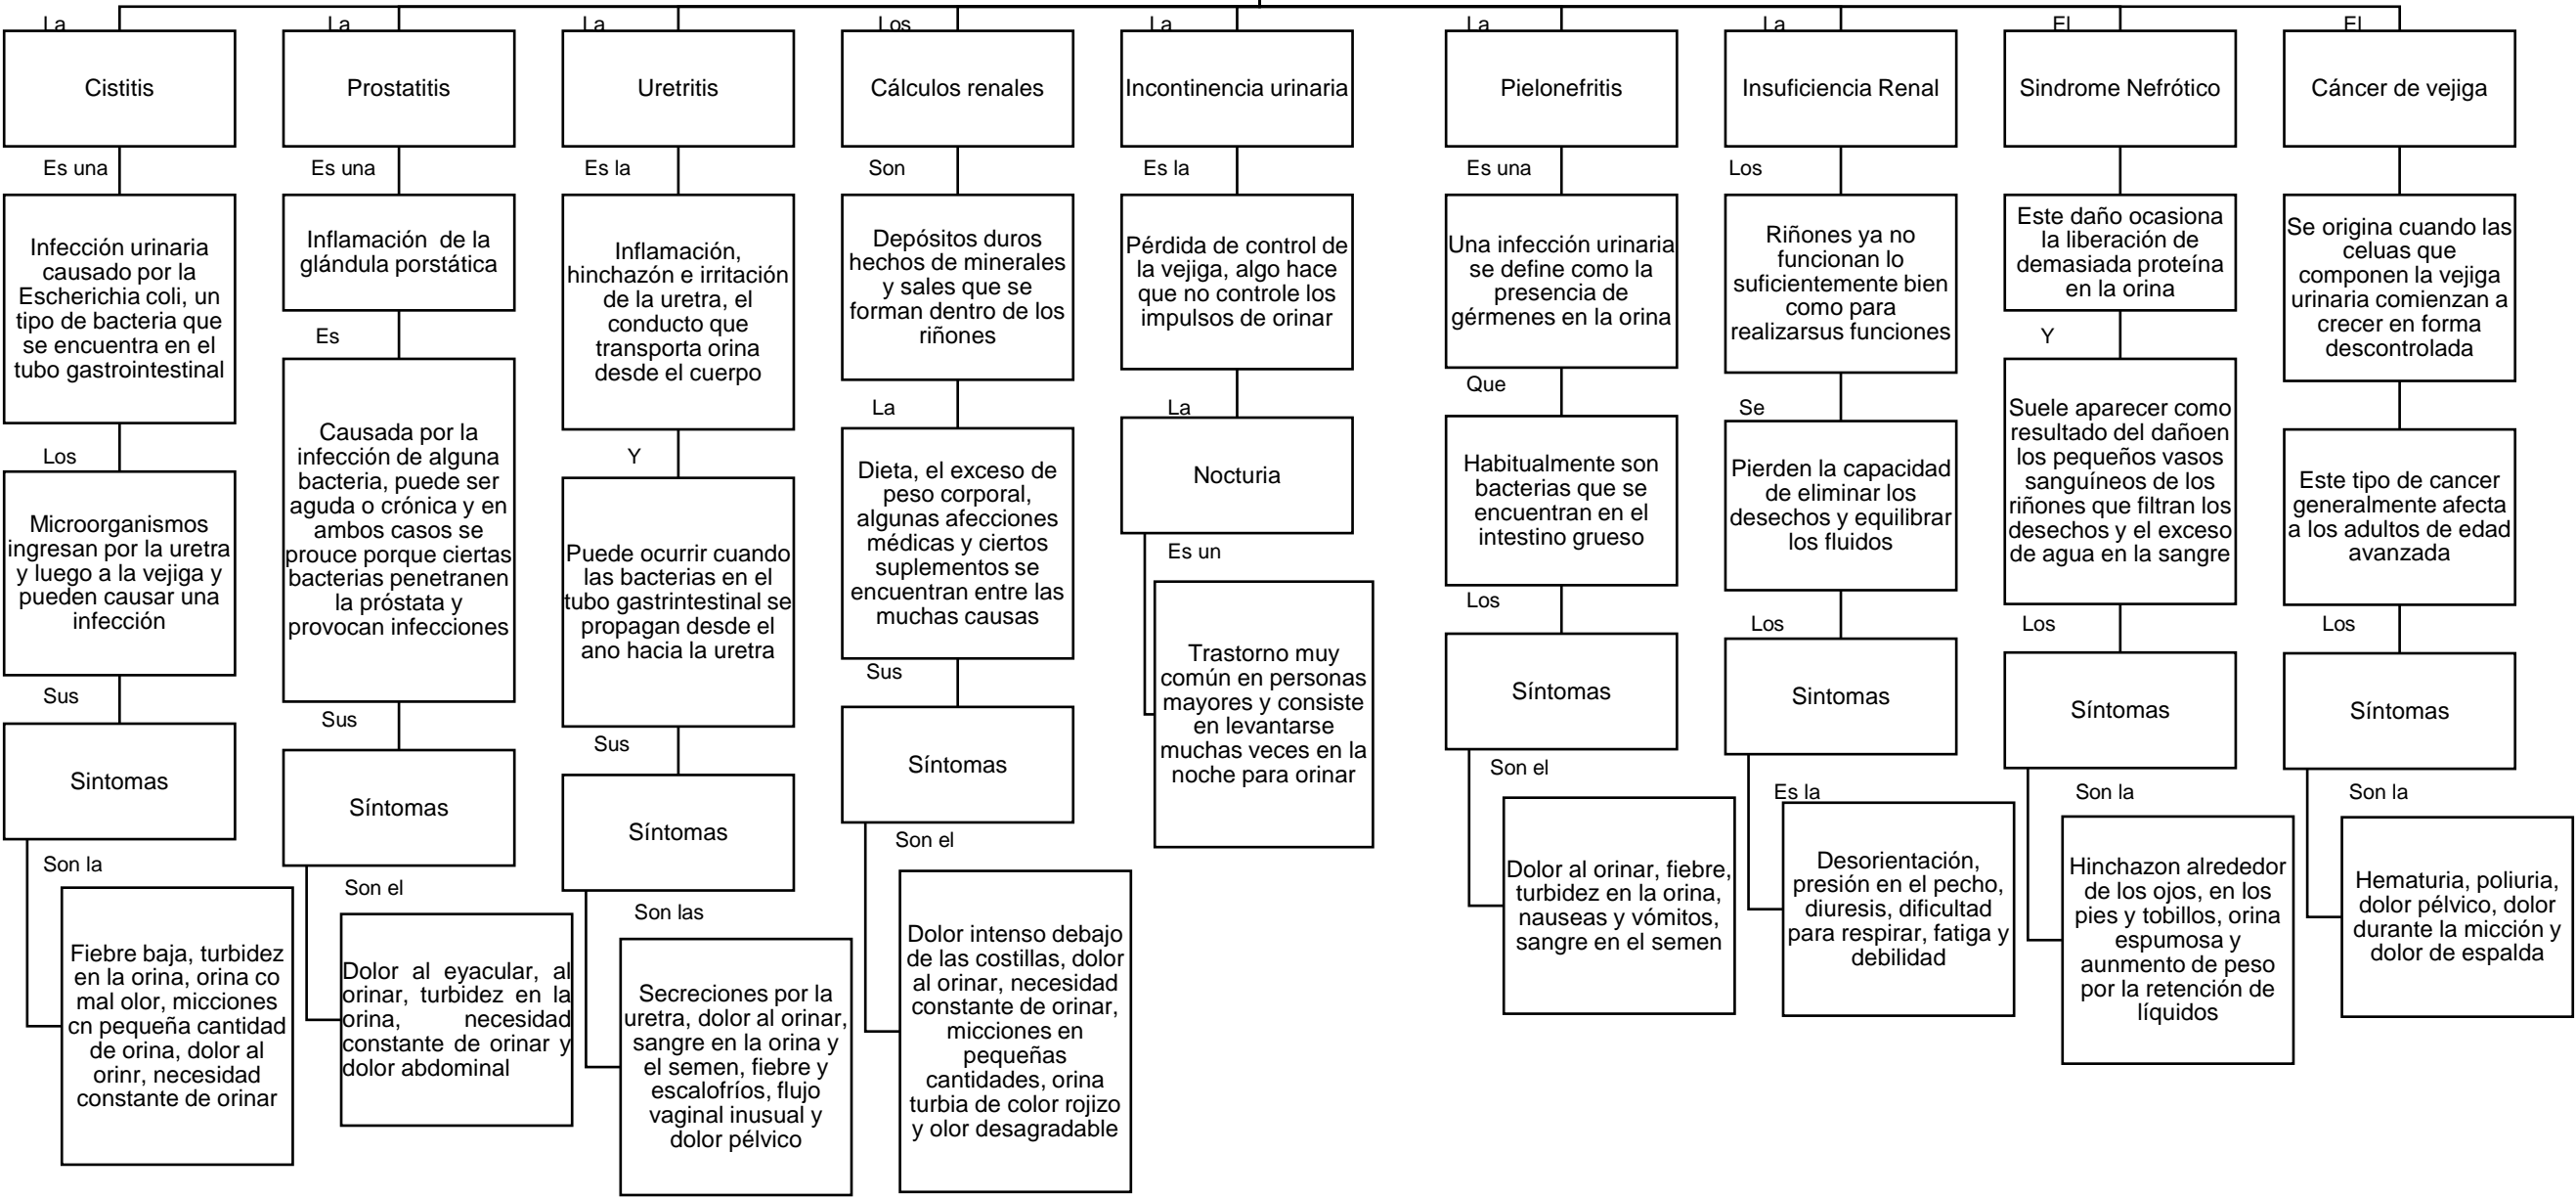 La
Cistitis
Es una
Infección urinaria
causado por la
Escherichia coli, un
tipo de bacteria que
se encuentra en el
tubo gastrointestinal
Los
Microorganismos
ingresan por la uretra
y luego a la vejiga y
pueden causar una
infección
Sus
Sintomas
Son la
Fiebre baja, turbidez
en la orina, orina co
mal olor, micciones
cn pequeña cantidad
de orina, dolor al
orinr, necesidad
constante de orinar
La
Prostatitis
Es una
Inflamación de la
glándula porstática
Es
Causada por la
infección de alguna
bacteria, puede ser
aguda o crónica y en
ambos casos se
prouce porque ciertas
bacterias penetranen
la próstata y
provocan infecciones
Sus
Síntomas
Son el
Dolor al eyacular, al
orinar, turbidez en la
orina, necesidad
constante de orinar y
dolor abdominal
La
Uretritis
Es la
Inflamación,
hinchazón e irritación
de la uretra, el
conducto que
transporta orina
desde el cuerpo
Y
Puede ocurrir cuando
las bacterias en el
tubo gastrintestinal se
propagan desde el
ano hacia la uretra
Sus
Síntomas
Son las
Secreciones por la
uretra, dolor al orinar,
sangre en la orina y
el semen, fiebre y
escalofríos, flujo
vaginal inusual y
dolor pélvico
Los
Cálculos renales
Son
Depósitos duros
hechos de minerales
y sales que se
forman dentro de los
riñones
La
Dieta, el exceso de
peso corporal,
algunas afecciones
médicas y ciertos
suplementos se
encuentran entre las
muchas causas
Sus
Síntomas
Son el
Dolor intenso debajo
de las costillas, dolor
al orinar, necesidad
constante de orinar,
micciones en
pequeñas
cantidades, orina
turbia de color rojizo
y olor desagradable
La
Incontinencia urinaria
Es la
Pérdida de control de
la vejiga, algo hace
que no controle los
impulsos de orinar
La
Nocturia
Es un
Trastorno muy
común en personas
mayores y consiste
en levantarse
muchas veces en la
noche para orinar
La
Pielonefritis
Es una
Una infección urinaria
se define como la
presencia de
gérmenes en la orina
Que
Habitualmente son
bacterias que se
encuentran en el
intestino grueso
Los
Síntomas
Son el
Dolor al orinar, fiebre,
turbidez en la orina,
nauseas y vómitos,
sangre en el semen
La
Insuficiencia Renal
Los
Riñones ya no
funcionan lo
suficientemente bien
como para
realizarsus funciones
Se
Pierden la capacidad
de eliminar los
desechos y equilibrar
los fluidos
Los
Sintomas
Es la
Desorientación,
presión en el pecho,
diuresis, dificultad
para respirar, fatiga y
debilidad
El
Sindrome Nefrótico
Este daño ocasiona
la liberación de
demasiada proteína
en la orina
Y
Suele aparecer como
resultado del dañoen
los pequeños vasos
sanguíneos de los
riñones que filtran los
desechos y el exceso
de agua en la sangre
Los
Síntomas
Son la
Hinchazon alrededor
de los ojos, en los
pies y tobillos, orina
espumosa y
aunmento de peso
por la retención de
líquidos
El
Cáncer de vejiga
Se origina cuando las
celuas que
componen la vejiga
urinaria comienzan a
crecer en forma
descontrolada
Este tipo de cancer
generalmente afecta
a los adultos de edad
avanzada
Los
Síntomas
Son la
Hematuria, poliuria,
dolor pélvico, dolor
durante la micción y
dolor de espalda